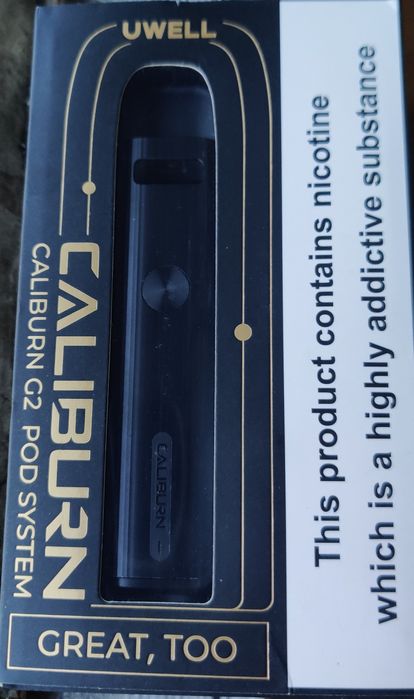 UWELL
CALIBURN
CALIBURN G2 POD SYSTEM
CALIBURN
GREAT, TOO
This product contains nicotine
which is a highly addictive substance